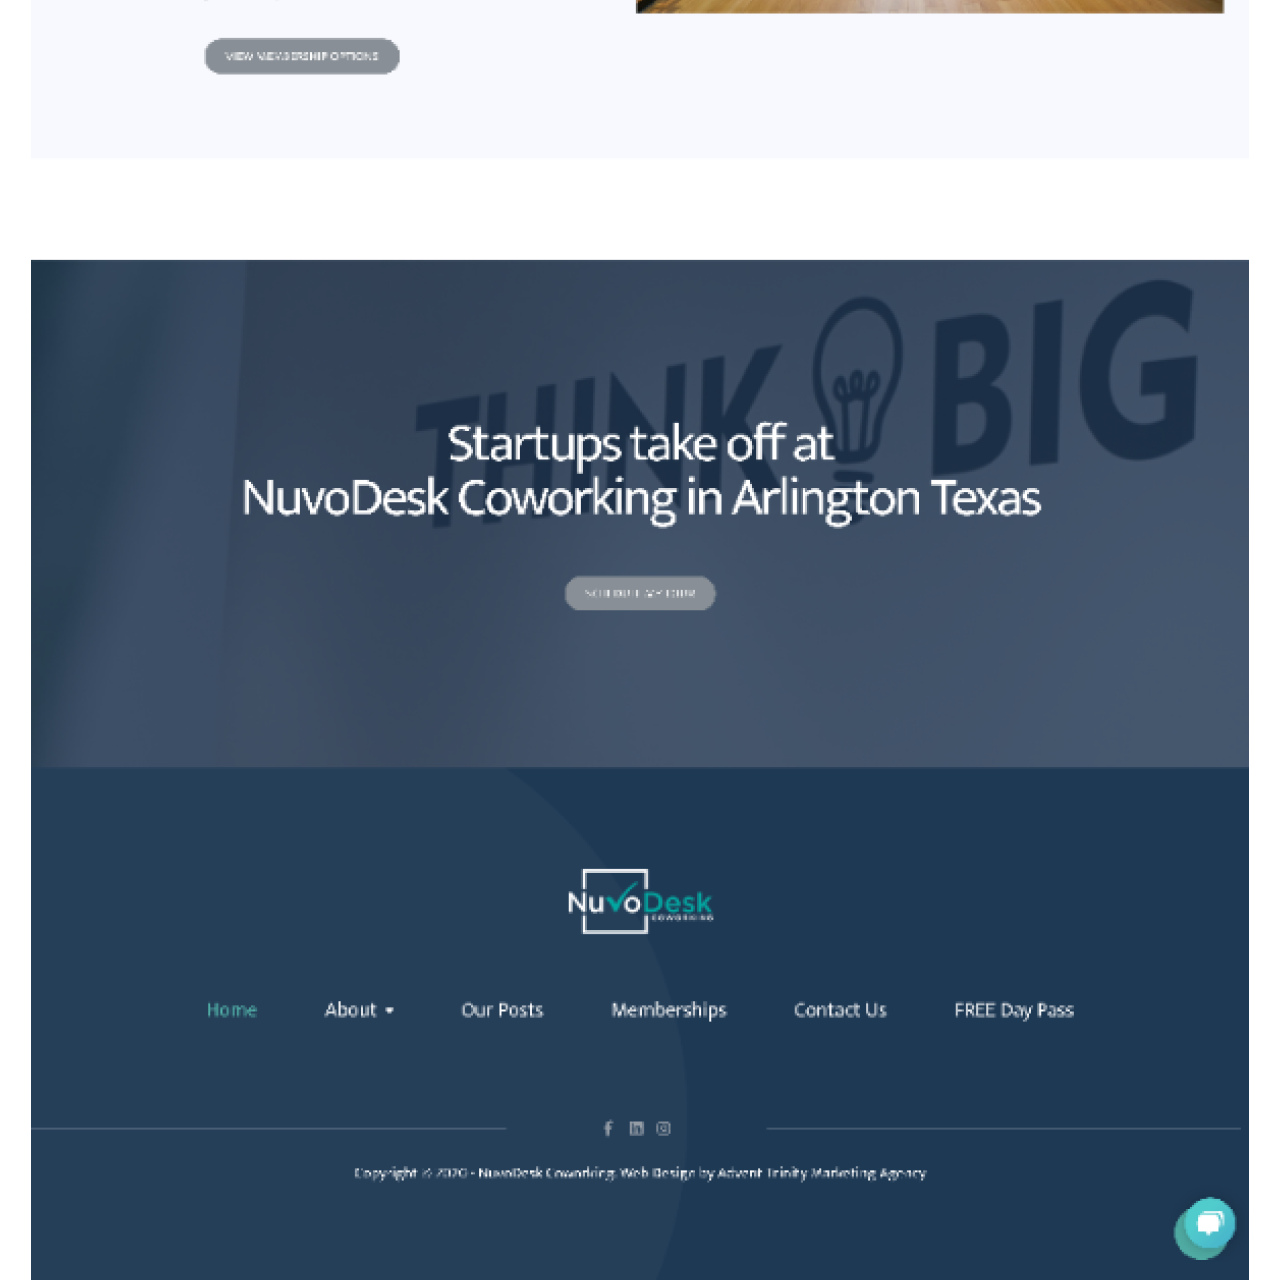 VIEW MEMBERSHIP OPTIONS
THINK BIG
Startups take off at
NuvoDesk Coworking in Arlington Texas
SCHEDULE MY TOUR
NuvoDesk
COWORKING
Home About Our Posts Memberships Contact Us FREE Day Pass
Copyright © 2020 - NuvoDesk Coworking. Web Design by Advent Trinity Marketing Agency